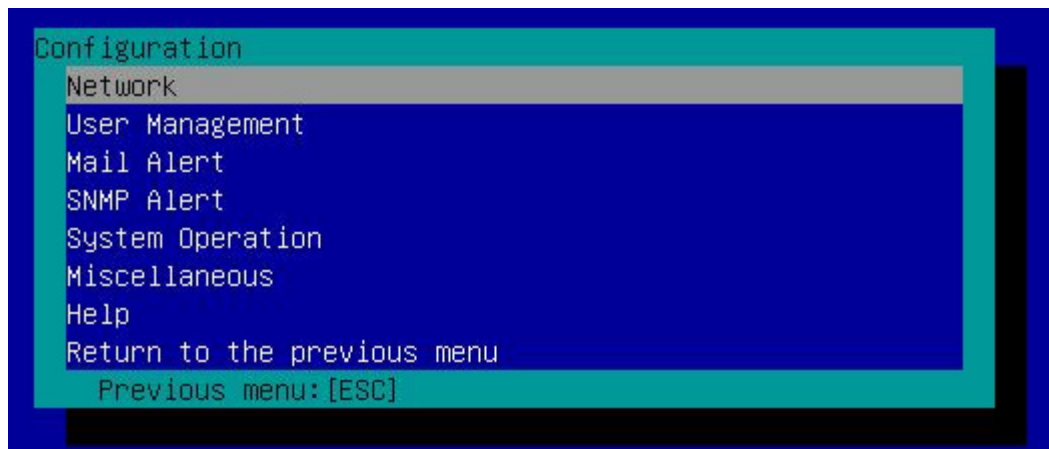 Configuration
Network
User Management
Mail Alert
SNMP Alert
System Operation
Miscellaneous
Help
Return to the previous menu
Previous menu:[ESC]